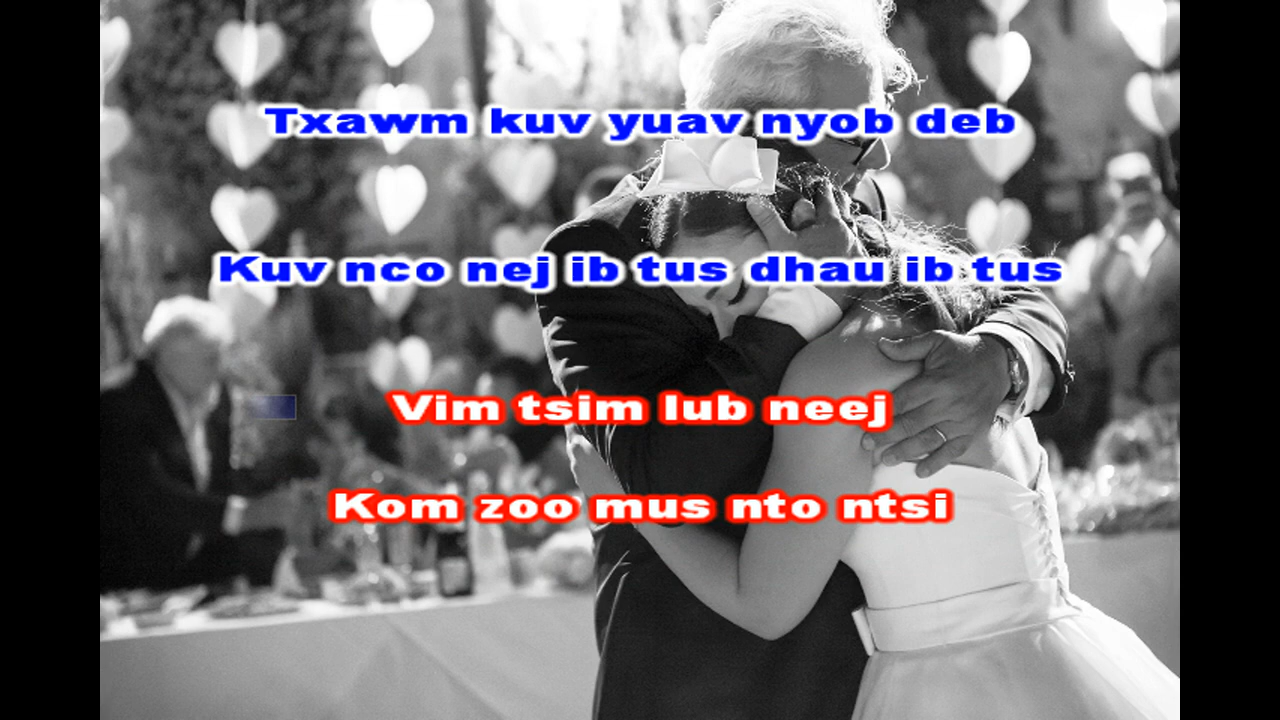 Txawm kuv yuav nyob deb
Kuv nco nej ib tus dhau ib tus
Vim tsim lub neej
Kom zoo mus nto ntsi